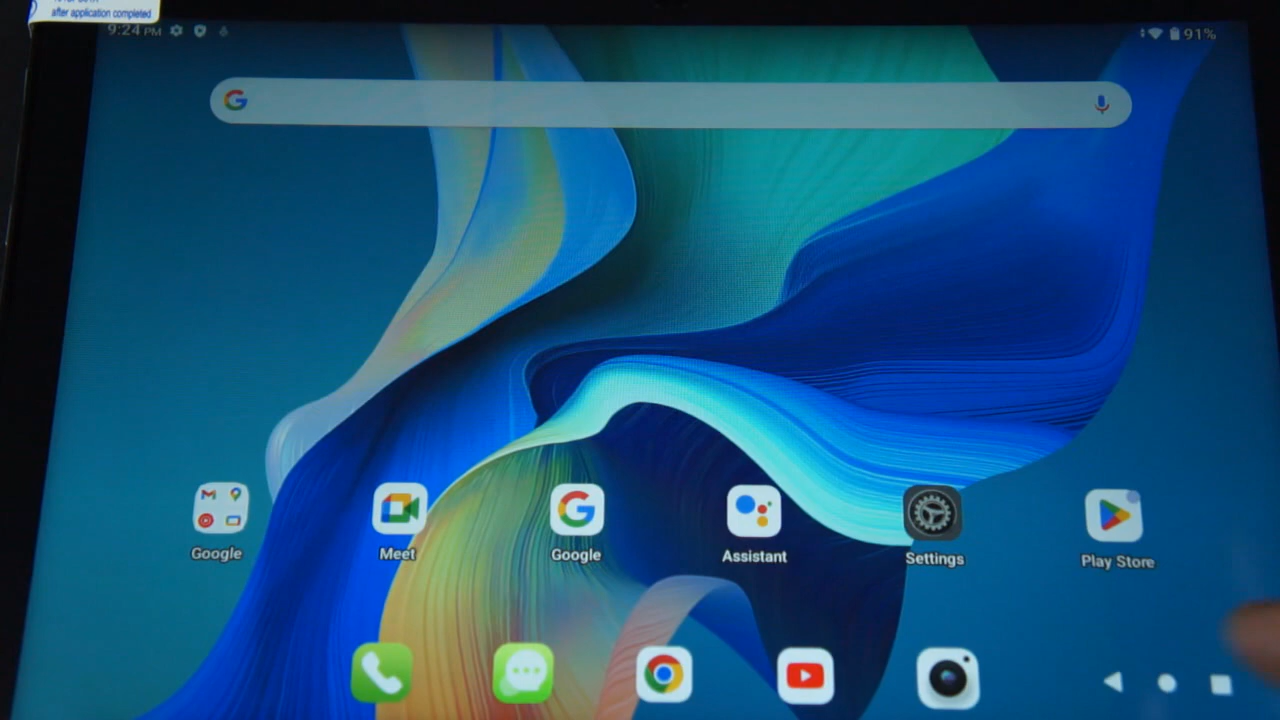 after application completed
9:24 PM
91%
Google
Meet
Google
Assistant
Settings
Play Store